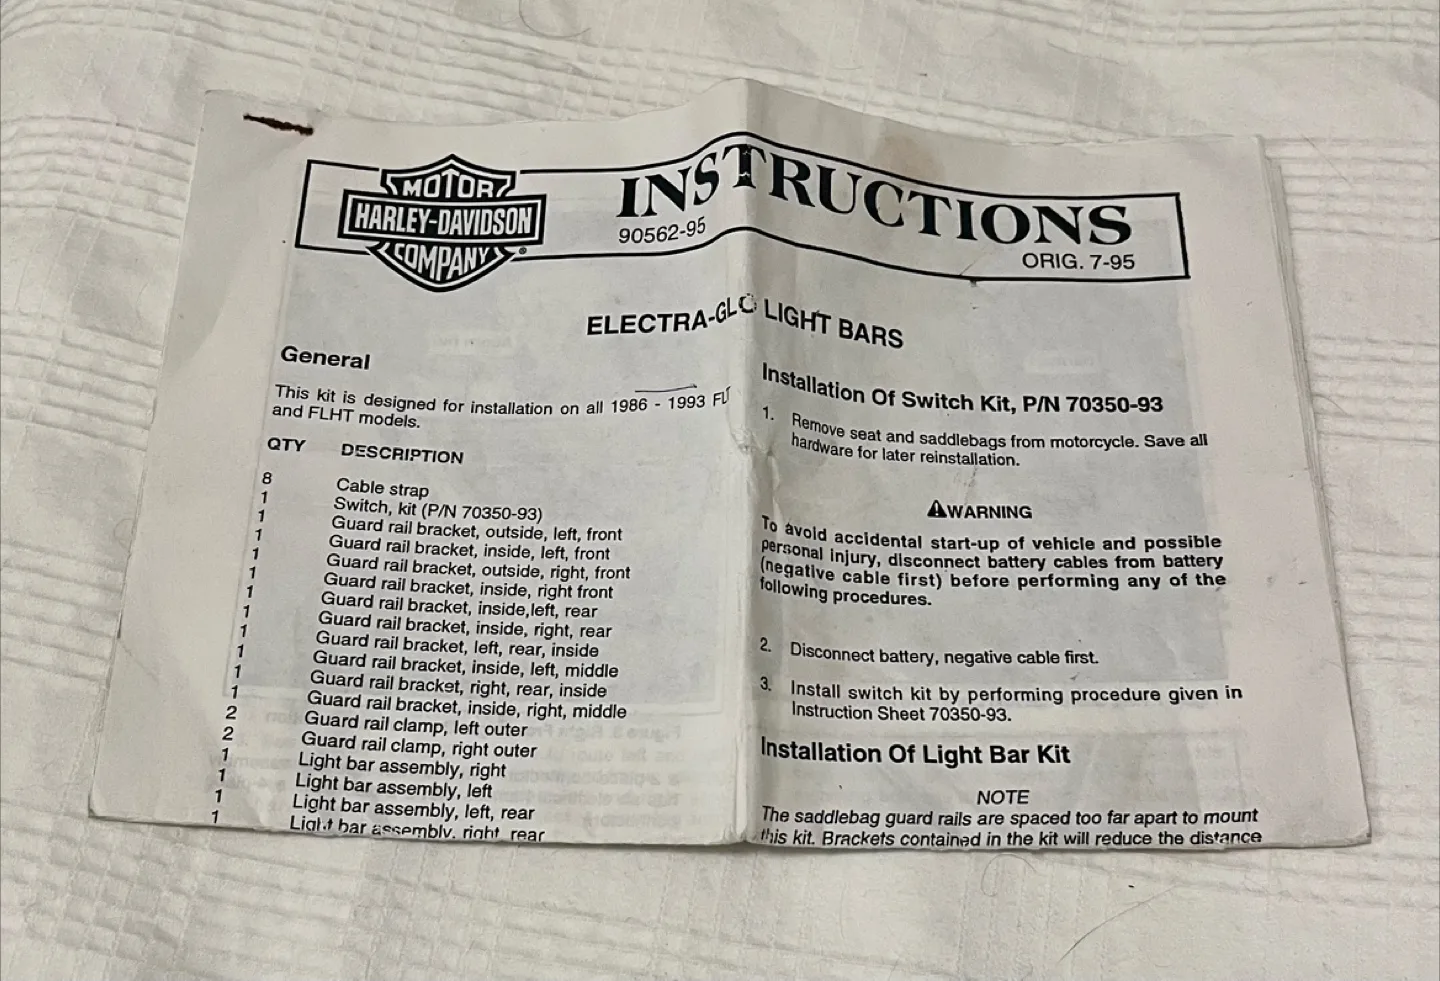 MOTOR
HARLEY-DAVIDSON
COMPANY
INSTRUCTIONS
90562-95
ORIG. 7-95
ELECTRA-GLO LIGHT BARS
General
This kit is designed for installation on all 1986 - 1993 FLT
and FLHT models.
QTY DESCRIPTION
8 Cable strap
1 Switch, kit (P/N 70350-93)
1 Guard rail bracket, outside, left, front
1 Guard rail bracket, inside, left, front
1 Guard rail bracket, outside, right, front
1 Guard rail bracket, inside, right front
1 Guard rail bracket, inside,left, rear
1 Guard rail bracket, inside, right, rear
1 Guard rail bracket, left, rear, inside
1 Guard rail bracket, inside, left, middle
1 Guard rail bracket, right, rear, inside
1 Guard rail bracket, inside, right, middle
2 Guard rail clamp, left outer
2 Guard rail clamp, right outer
1 Light bar assembly, right
1 Light bar assembly, left
1 Light bar assembly, left, rear
1 Light bar assembly, right, rear
Installation Of Switch Kit, P/N 70350-93
1. Remove seat and saddlebags from motorcycle. Save all
hardware for later reinstallation.
WARNING
To avoid accidental start-up of vehicle and possible
personal injury, disconnect battery cables from battery
(negative cable first) before performing any of the
following procedures.
2. Disconnect battery, negative cable first.
3. Install switch kit by performing procedure given in
Instruction Sheet 70350-93.
Installation Of Light Bar Kit
NOTE
The saddlebag guard rails are spaced too far apart to mount
this kit. Brackets contained in the kit will reduce the distance